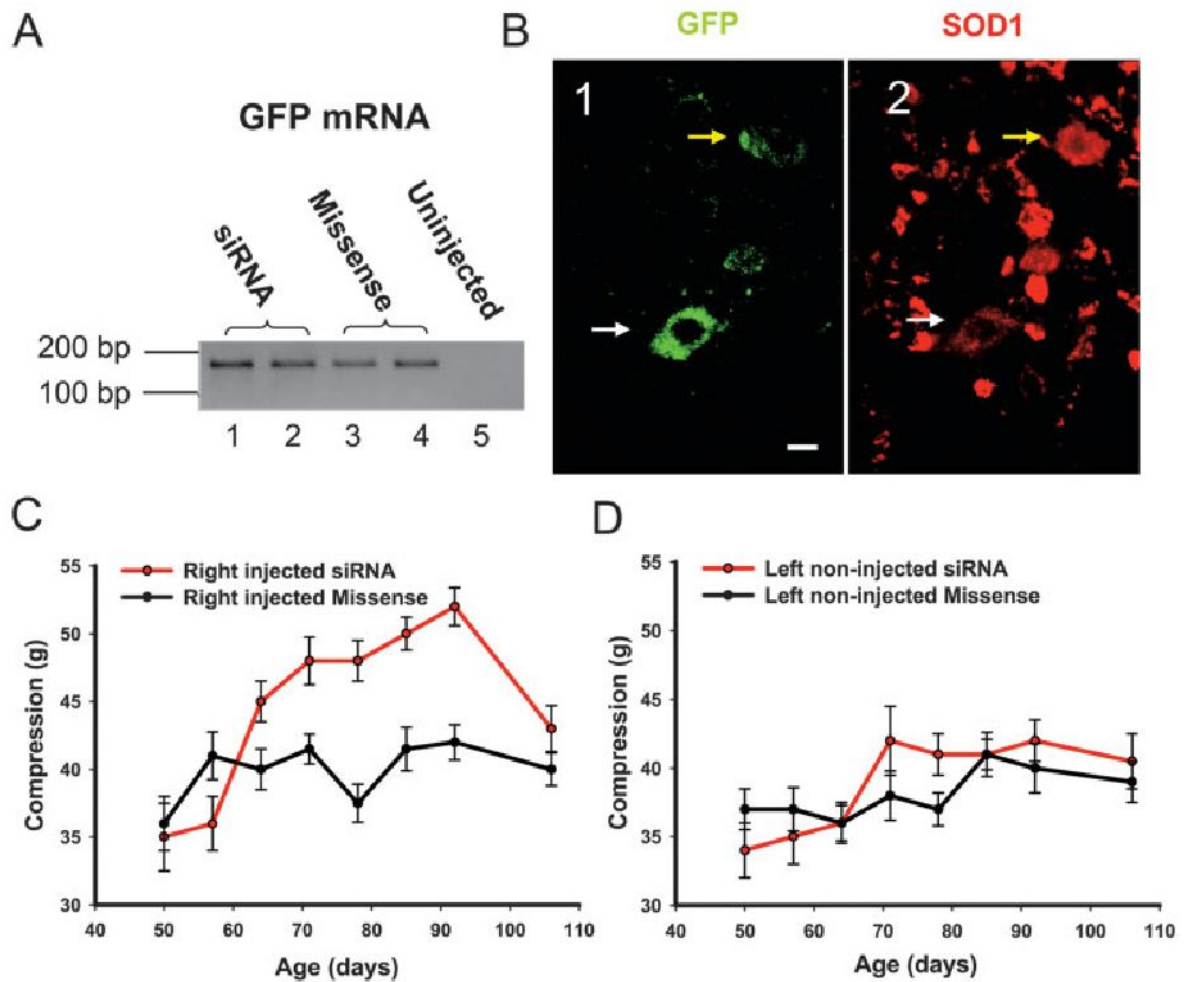 A
GFP mRNA
siRNA
Missense
Uninjected
200 bp
100 bp
1 2 3 4 5
B
GFP SOD1
1 2
C
Right injected siRNA
Right injected Missense
Compression (g)
55
50
45
40
35
30
40 50 60 70 80 90 100 110
Age (days)
D
Left non-injected siRNA
Left non-injected Missense
Compression (g)
55
50
45
40
35
30
40 50 60 70 80 90 100 110
Age (days)